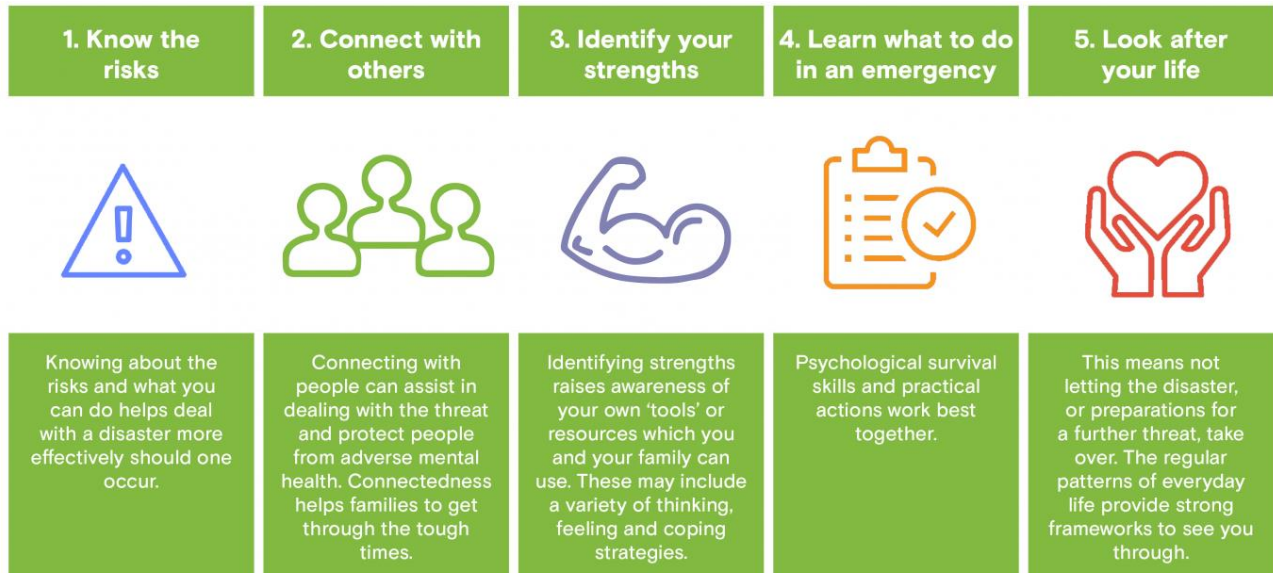 1. Know the
risks
2. Connect with
others
3. Identify your
strengths
4. Learn what to do
in an emergency
5. Look after
your life
Knowing about the
risks and what you
can do helps deal
with a disaster more
effectively should one
occur.
Connecting with
people can assist in
dealing with the threat
and protect people
from adverse mental
health. Connectedness
helps families to get
through the tough
times.
Identifying strengths
raises awareness of
your own ‘tools’ or
resources which you
and your family can
use. These may include
a variety of thinking,
feeling and coping
strategies.
Psychological survival
skills and practical
actions work best
together.
This means not
letting the disaster,
or preparations for
a further threat, take
over. The regular
patterns of everyday
life provide strong
frameworks to see you
through.